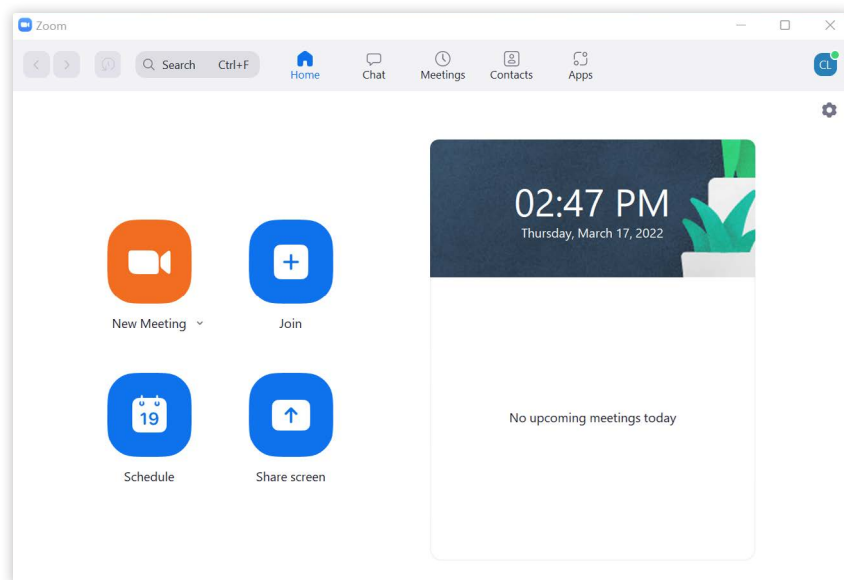 Zoom
Search Ctrl+F
Home
Chat
Meetings
Contacts
Apps
CL
02:47 PM
Thursday, March 17, 2022
New Meeting
Join
19
Schedule
Share screen
No upcoming meetings today